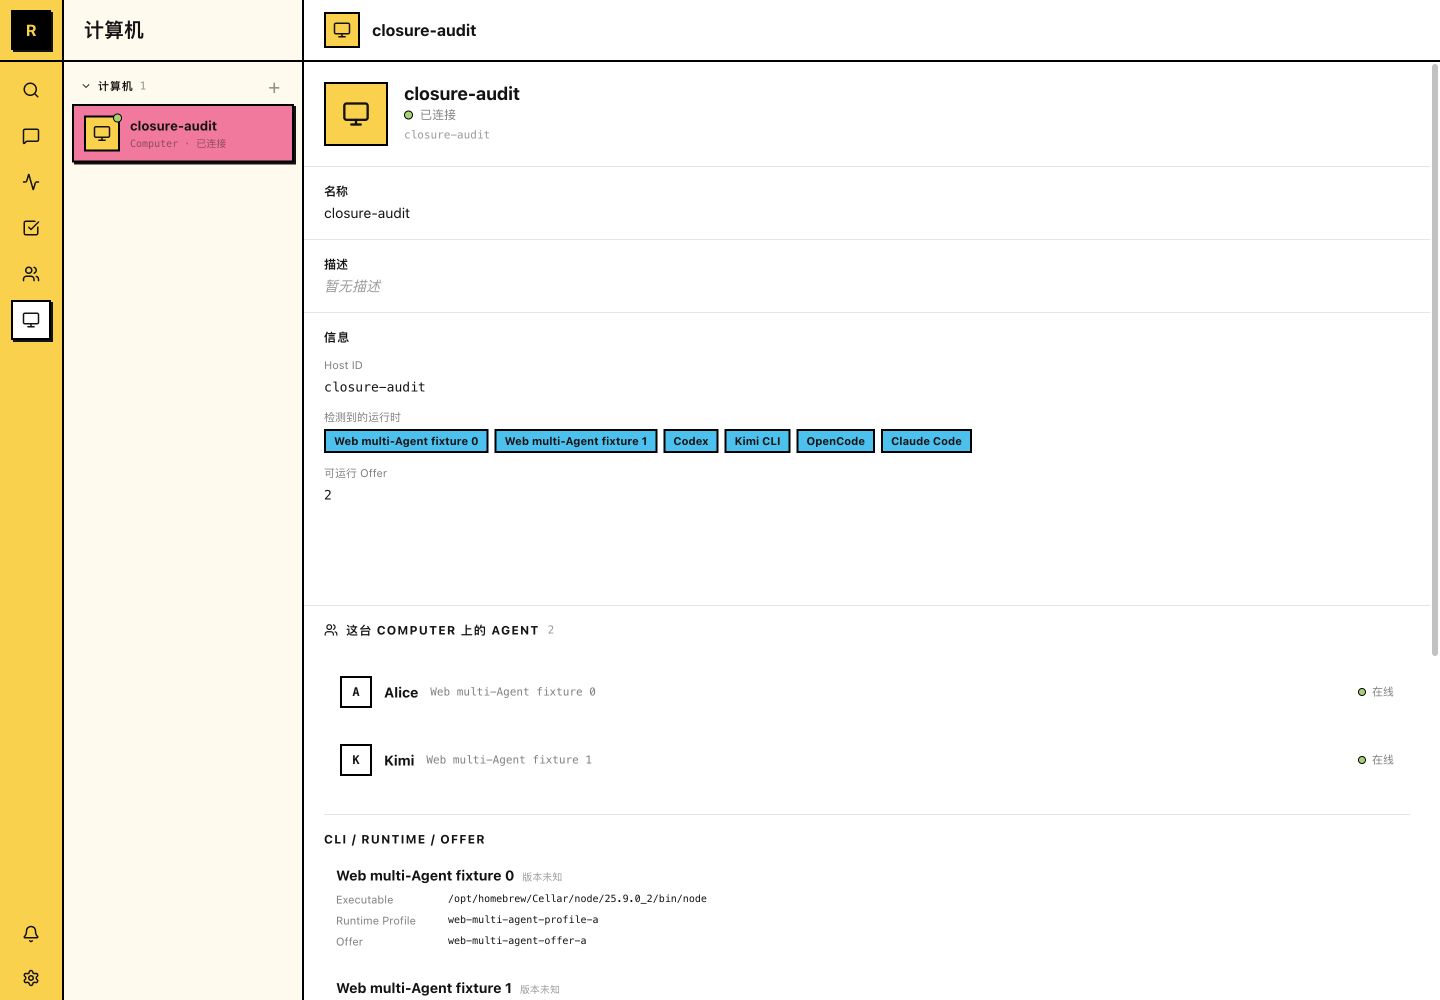 R
计算机
closure-audit
计算机 1
closure-audit
Computer · 已连接
closure-audit
已连接
closure-audit
名称
closure-audit
描述
暂无描述
信息
Host ID
closure-audit
检测到的运行时
Web multi-Agent fixture 0 Web multi-Agent fixture 1 Codex Kimi CLI OpenCode Claude Code
可运行 Offer
2
这台 COMPUTER 上的 AGENT 2
A Alice Web multi-Agent fixture 0 在线
K Kimi Web multi-Agent fixture 1 在线
CLI / RUNTIME / OFFER
Web multi-Agent fixture 0 版本未知
Executable /opt/homebrew/Cellar/node/25.9.0_2/bin/node
Runtime Profile web-multi-agent-profile-a
Offer web-multi-agent-offer-a
Web multi-Agent fixture 1 版本未知